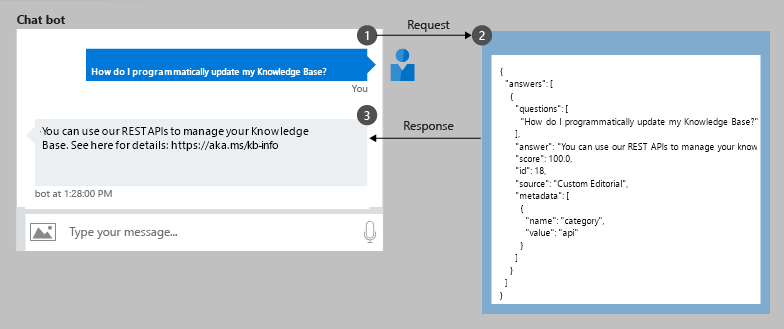 Chat bot
1
Request
2
How do I programmatically update my Knowledge Base?
You
3
Response
·You can use our REST APIs to manage your Knowledge
Base. See here for details: https://aka.ms/kb-info
bot at 1:28:00 PM
Type your message...
{
"answers": [
{
"questions": [
"How do I programmatically update my Knowledge Base?"
],
"answer": "You can use our REST APIs to manage your know
"score": 100.0,
"id": 18,
"source": "Custom Editorial",
"metadata": [
{
"name": "category",
"value": "api"
}
]
}
]
}